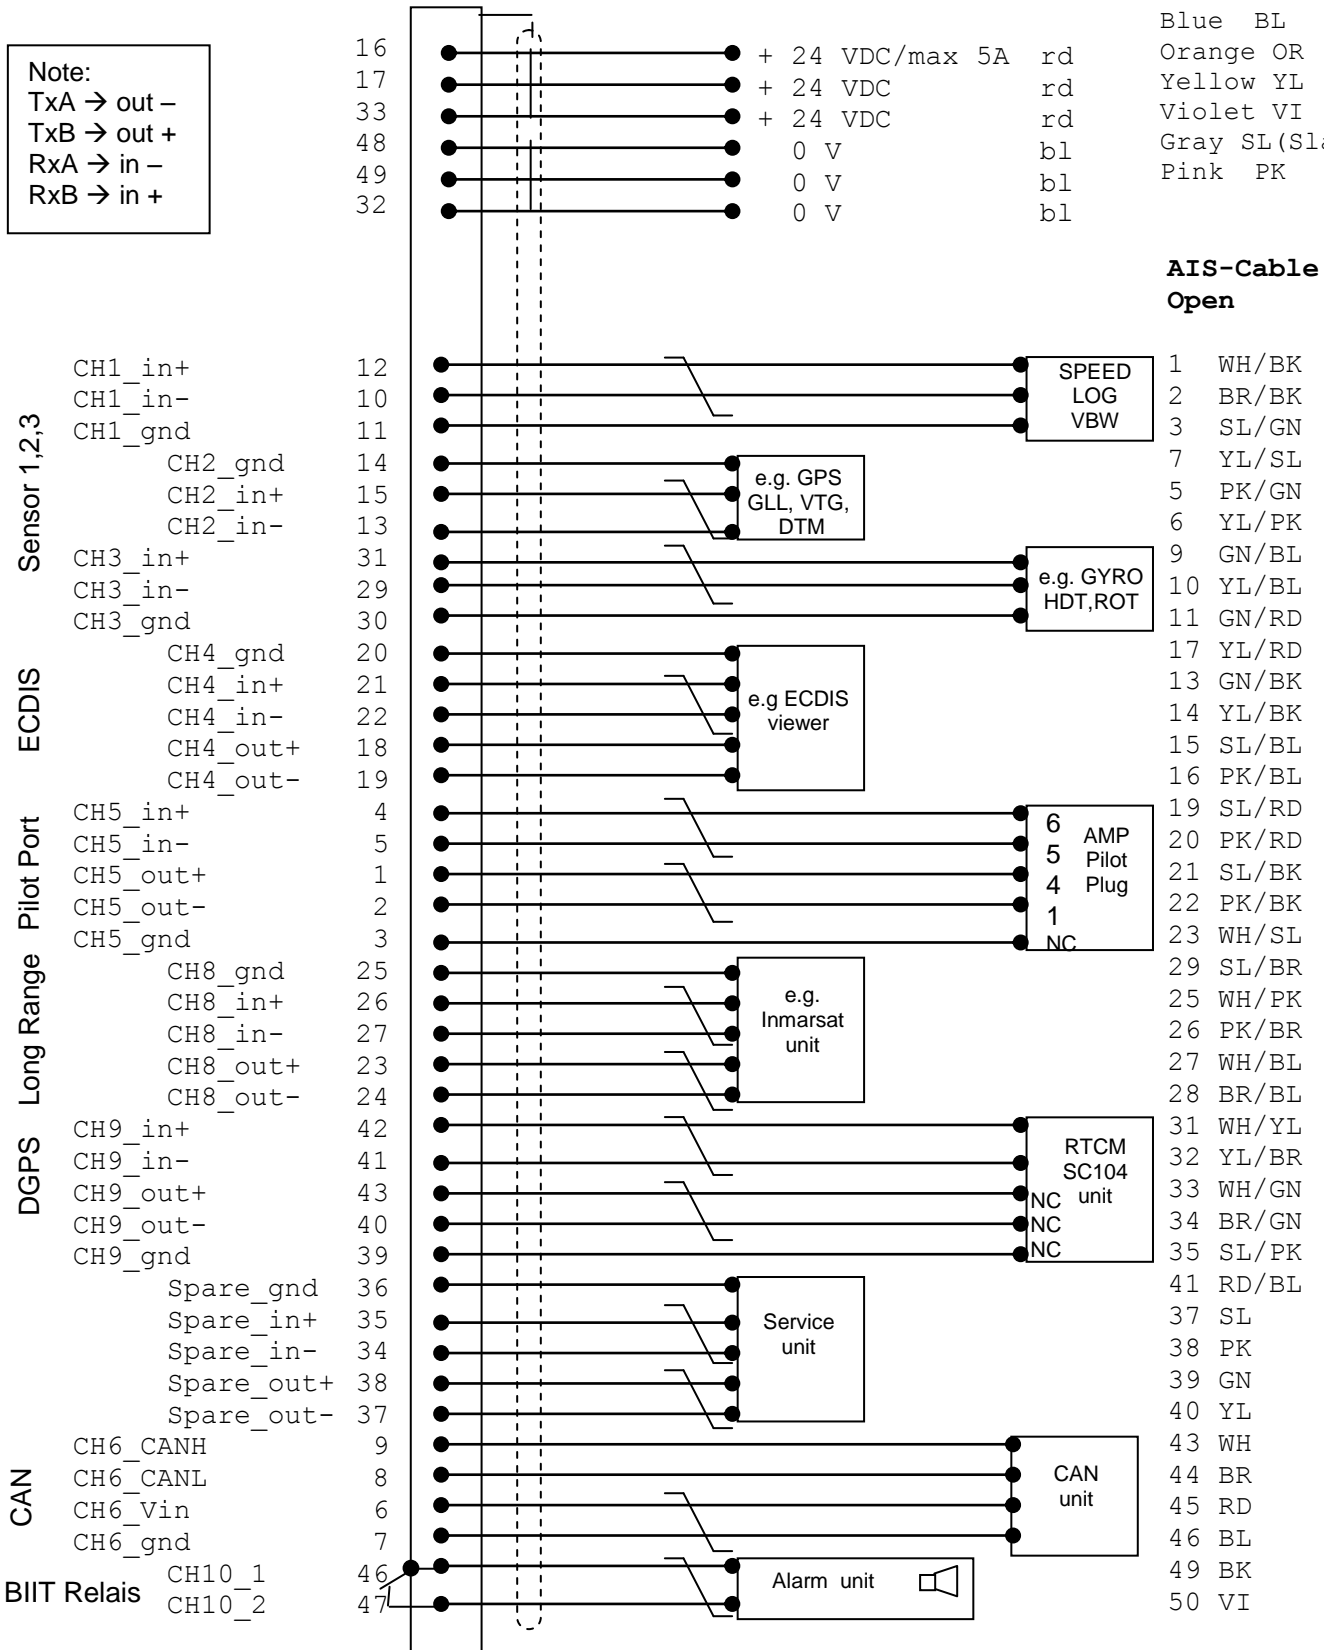 Blue  BL
16 + 24 VDC/max 5A rd Orange OR
17 + 24 VDC rd Yellow YL
33 + 24 VDC rd Violet VI
48 0 V bl Gray SL(Sla
49 0 V bl Pink  PK
32 0 V bl
Note:
TxA → out –
TxB → out +
RxA → in –
RxB → in +
AIS-Cable
Open
Sensor 1,2,3
CH1_in+ 12 1 WH/BK
CH1_in- 10 2 BR/BK
CH1_gnd 11 3 SL/GN
SPEED
LOG
VBW
CH2_gnd 14 7 YL/SL
CH2_in+ 15 5 PK/GN
CH2_in- 13 6 YL/PK
e.g. GPS
GLL, VTG,
DTM
CH3_in+ 31 9 GN/BL
CH3_in- 29 10 YL/BL
CH3_gnd 30 11 GN/RD
e.g. GYRO
HDT,ROT
ECDIS
CH4_gnd 20 17 YL/RD
CH4_in+ 21 13 GN/BK
CH4_in- 22 14 YL/BK
CH4_out+ 18 15 SL/BL
CH4_out- 19 16 PK/BL
e.g ECDIS
viewer
Pilot Port
CH5_in+ 4 19 SL/RD
CH5_in- 5 20 PK/RD
CH5_out+ 1 21 SL/BK
CH5_out- 2 22 PK/BK
CH5_gnd 3 23 WH/SL
6
5
4
1
NC
AMP
Pilot
Plug
Long Range
CH8_gnd 25 29 SL/BR
CH8_in+ 26 25 WH/PK
CH8_in- 27 26 PK/BR
CH8_out+ 23 27 WH/BL
CH8_out- 24 28 BR/BL
e.g.
Inmarsat
unit
DGPS
CH9_in+ 42 31 WH/YL
CH9_in- 41 32 YL/BR
CH9_out+ 43 33 WH/GN
CH9_out- 40 34 BR/GN
CH9_gnd 39 35 SL/PK
RTCM
SC104
unit
NC
NC
NC
Spare_gnd 36 41 RD/BL
Spare_in+ 35 37 SL
Spare_in- 34 38 PK
Spare_out+ 38 39 GN
Spare_out- 37 40 YL
Service
unit
CAN
CH6_CANH 9 43 WH
CH6_CANL 8 44 BR
CH6_Vin 6 45 RD
CH6_gnd 7 46 BL
CAN
unit
BIIT Relais
CH10_1 46 49 BK
CH10_2 47 50 VI
Alarm unit